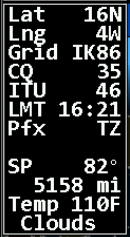 Lat 16N
Lng 4W
Grid IK86
CQ 35
ITU 46
LMT 16:21
Pfx TZ
SP 82°
5158 mi
Temp 110F
Clouds